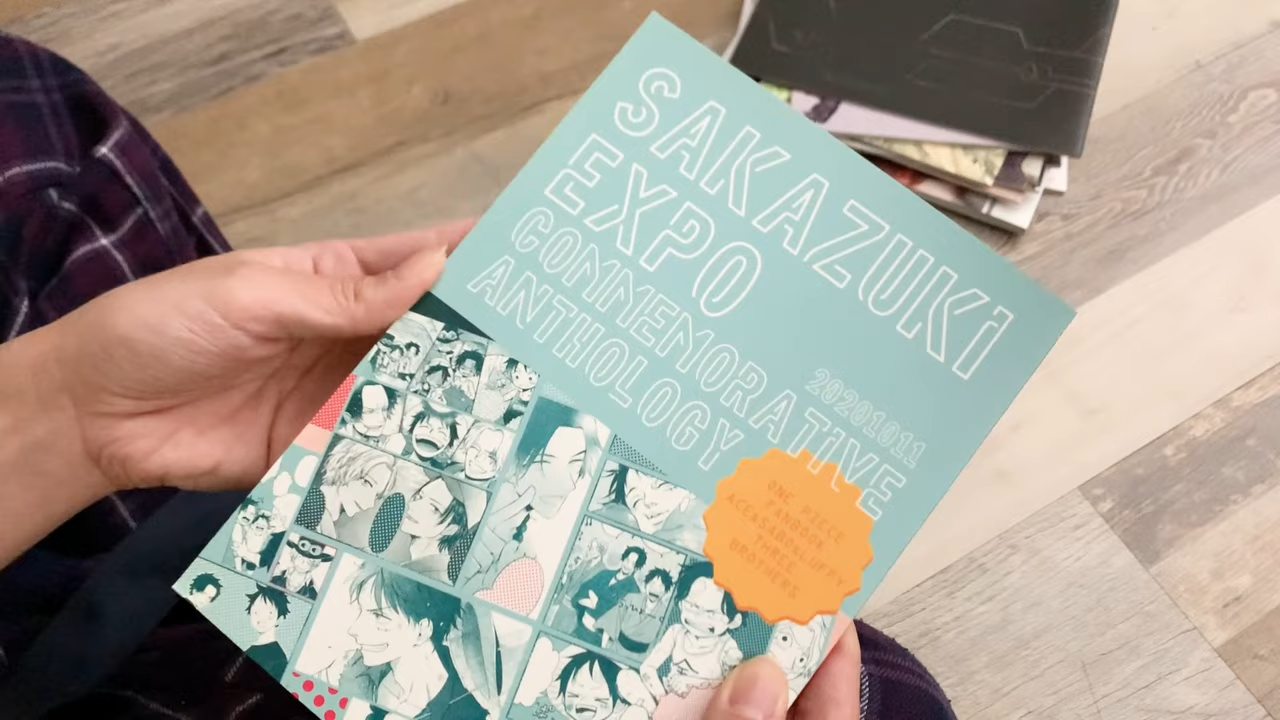 SAKAZUKI
EXPO
COMMEMORATIVE
ANTHOLOGY
20201011
ONE PIECE
FANBOOK
ACE&SABO&LUFFY
THREE
BROTHERS